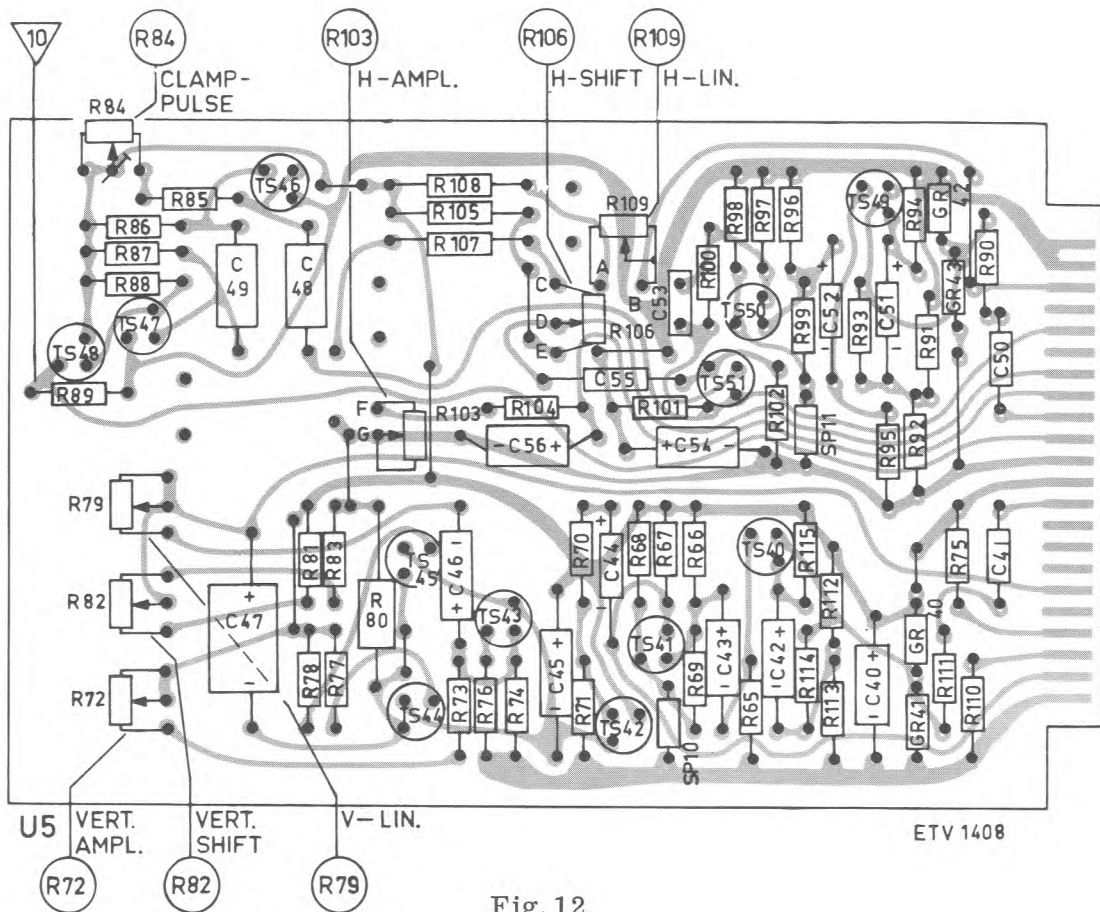 10
R84
R103
R106
R109
CLAMP-
PULSE
H-AMPL.
H-SHIFT
H-LIN.
R84
TS46
R85
R86
R87
R88
C
49
C
48
TS47
TS48
R89
R108
R105
R107
R109
A
B
C
D
E
C53
R100
R106
C55
R98
R97
R96
TS49
R94
GR
42
R90
TS50
R99
+
C52
-
R93
+
C51
-
R91
GR43
C50
TS51
R102
SP11
R95
R92
F
G
R103
R104
-C56+
R101
+C54-
R79
R82
R72
+
C47
-
R81
R83
R78
R77
R
80
TS
45
+C46-
TS43
TS44
R73
R76
R74
-C45+
R70
+
C44
-
R68
R67
R66
R71
TS41
TS42
SP10
R69
-C43+
R65
TS40
-C42+
R115
R112
R114
R113
-C40+
GR
40
GR41
R111
R110
R75
C41
U5
VERT.
AMPL.
VERT.
SHIFT
V-LIN.
ETV 1408
R72
R82
R79
Fig. 12